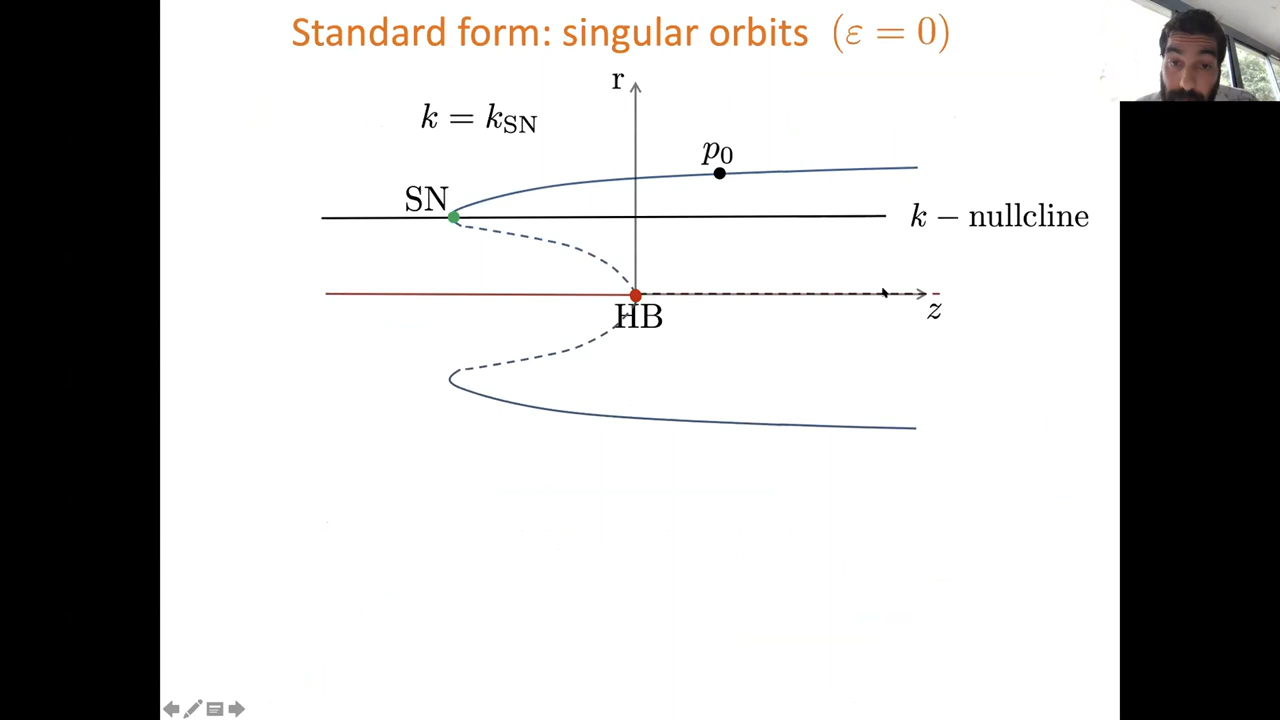 Standard form: singular orbits (ε = 0)
r
k = k_SN
p_0
SN
k − nullcline
HB
z